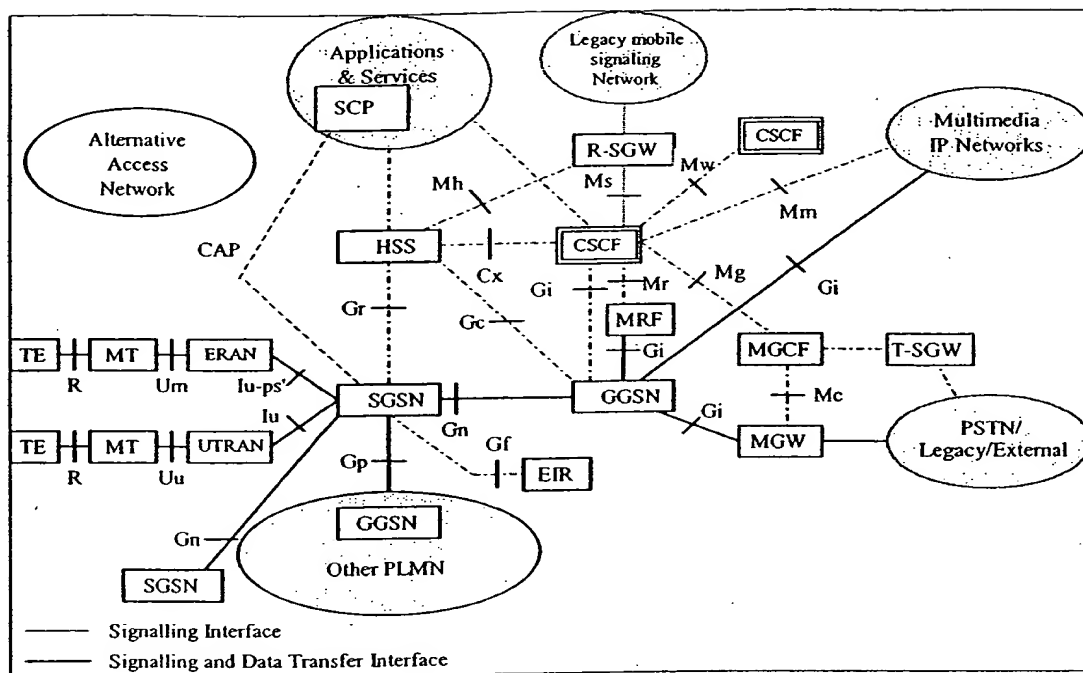 Applications
& Services
SCP
Legacy mobile
signaling
Network
Alternative
Access
Network
R-SGW
CSCF
Multimedia
IP Networks
Mh
Ms
Mw
Mm
CAP
HSS
Cx
CSCF
Gi
Mr
Mg
Gi
Gr
Gc
MRF
Gi
TE
R
MT
Um
ERAN
Iu-ps'
MGCF
T-SGW
SGSN
Gn
GGSN
Gi
Mc
Iu
TE
R
MT
Uu
UTRAN
Gp
Gf
EIR
MGW
PSTN/
Legacy/External
Gn
SGSN
GGSN
Other PLMN
Signalling Interface
Signalling and Data Transfer Interface